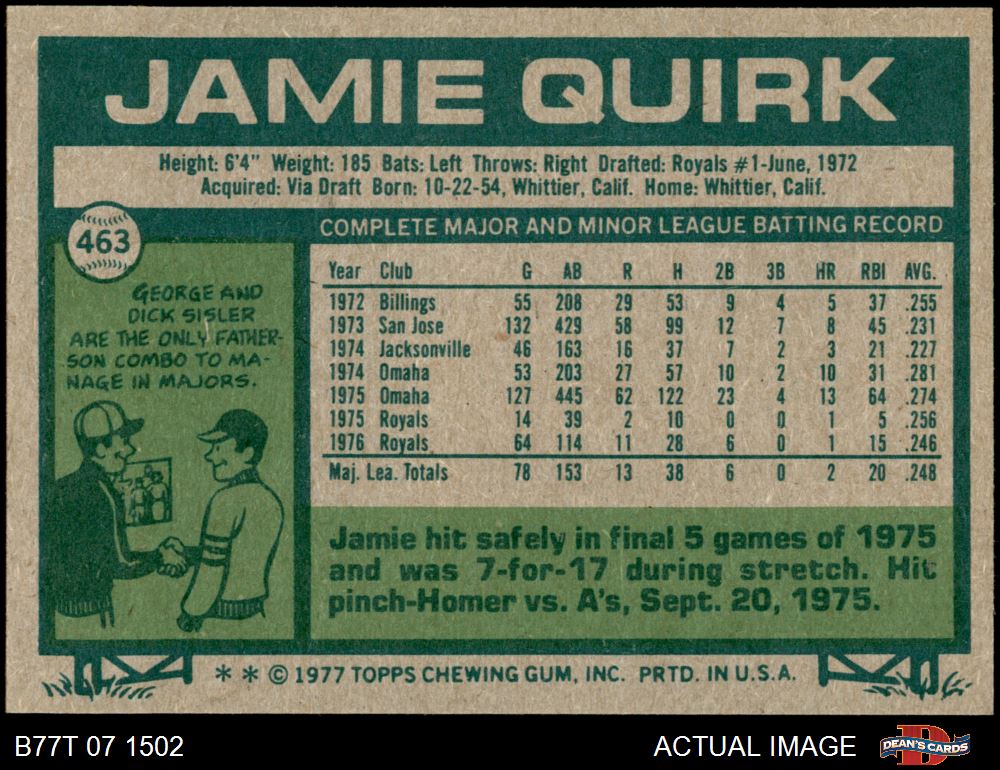 JAMIE QUIRK
Height: 6'4" Weight: 185 Bats: Left Throws: Right Drafted: Royals #1-June, 1972
Acquired: Via Draft Born: 10-22-54, Whittier, Calif. Home: Whittier, Calif.
463
GEORGE AND
DICK SISLER
ARE THE ONLY FATHER-
SON COMBO TO MA-
NAGE IN MAJORS.
COMPLETE MAJOR AND MINOR LEAGUE BATTING RECORD
Year Club G AB R H 2B 3B HR RBI AVG.
1972 Billings 55 208 29 53 9 4 5 37 .255
1973 San Jose 132 429 58 99 12 7 8 45 .231
1974 Jacksonville 46 163 16 37 7 2 3 21 .227
1974 Omaha 53 203 27 57 10 2 10 31 .281
1975 Omaha 127 445 62 122 23 4 13 64 .274
1975 Royals 14 39 2 10 0 0 1 5 .256
1976 Royals 64 114 11 28 6 0 1 15 .246
Maj. Lea. Totals 78 153 13 38 6 0 2 20 .248
Jamie hit safely in final 5 games of 1975
and was 7-for-17 during stretch. Hit
pinch-Homer vs. A's, Sept. 20, 1975.
* * © 1977 TOPPS CHEWING GUM, INC. PRTD. IN U.S.A.
B77T 07 1502
ACTUAL IMAGE
DEAN'S CARDS